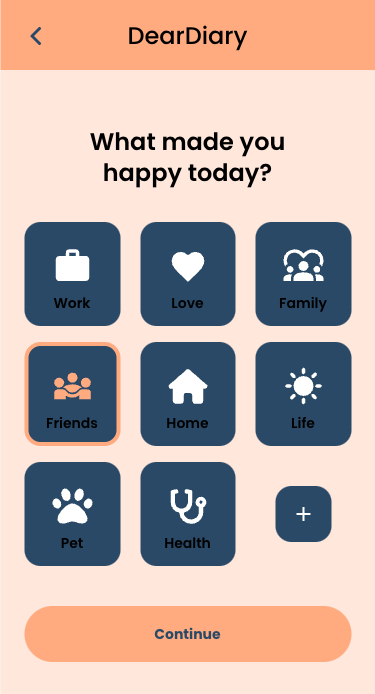 DearDiary
What made you
happy today?
Work
Love
Family
Friends
Home
Life
Pet
Health
+
Continue